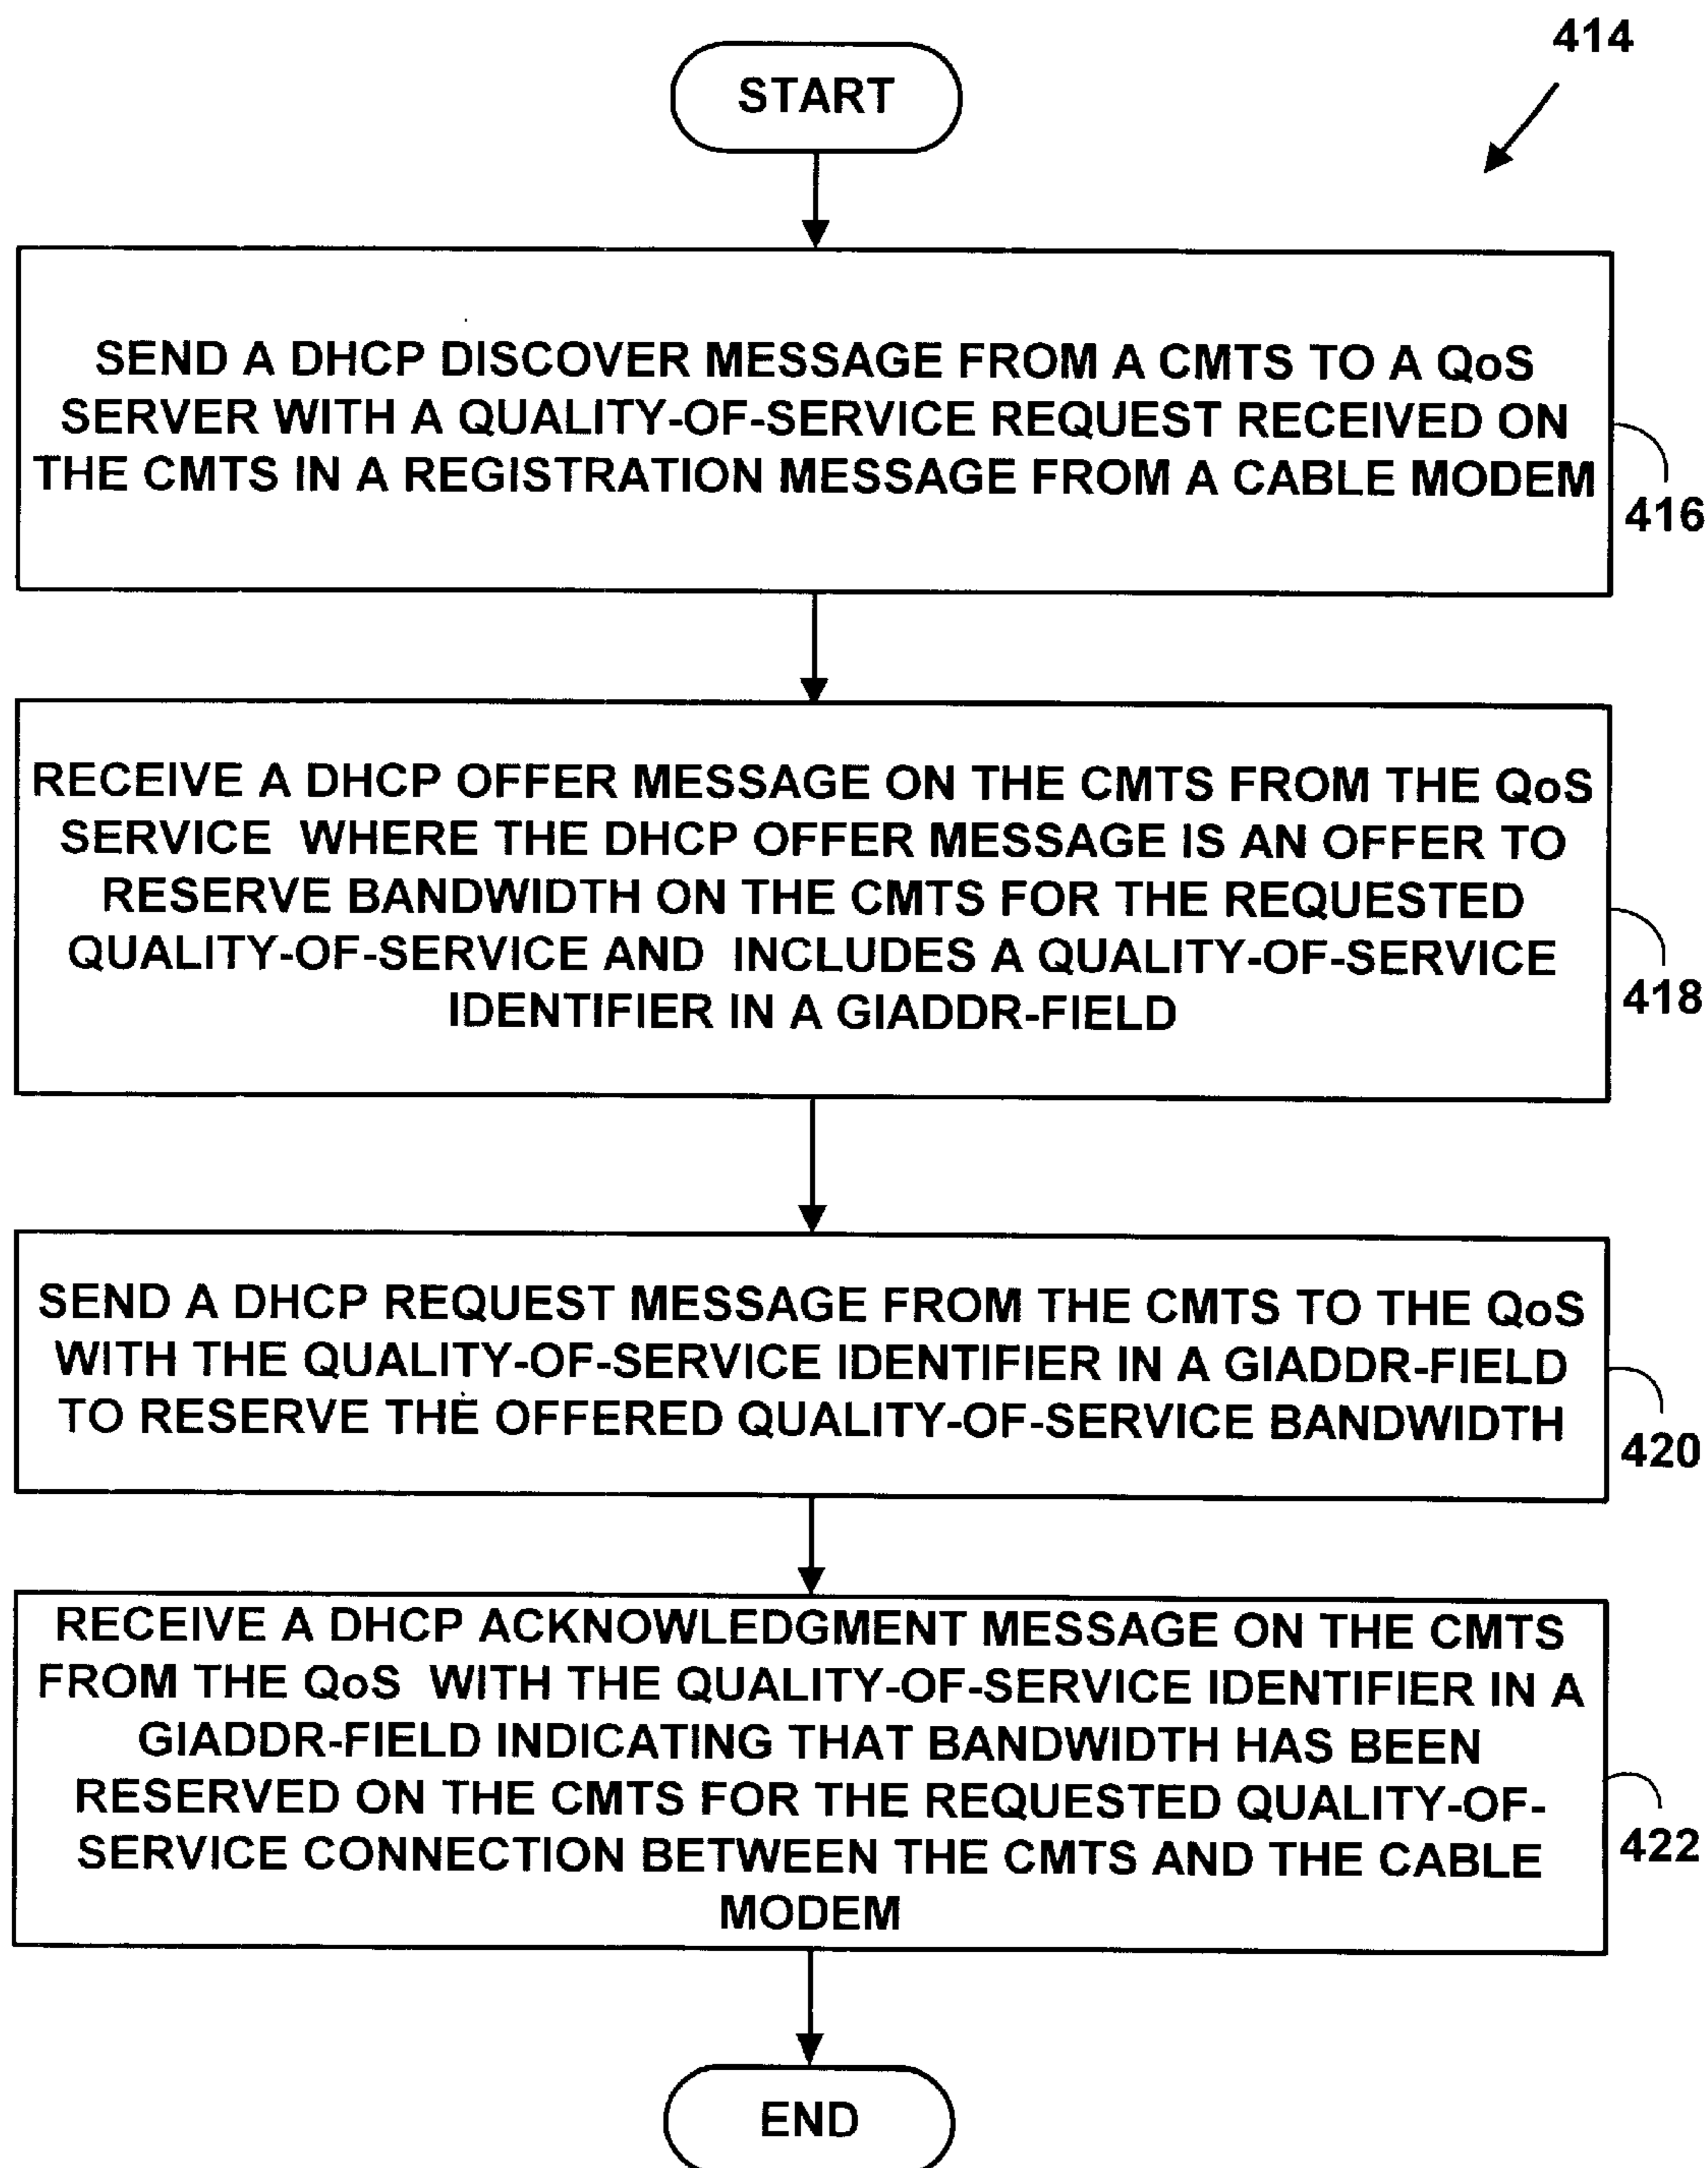 414
START
SEND A DHCP DISCOVER MESSAGE FROM A CMTS TO A QoS
SERVER WITH A QUALITY-OF-SERVICE REQUEST RECEIVED ON
THE CMTS IN A REGISTRATION MESSAGE FROM A CABLE MODEM
416
RECEIVE A DHCP OFFER MESSAGE ON THE CMTS FROM THE QoS
SERVICE WHERE THE DHCP OFFER MESSAGE IS AN OFFER TO
RESERVE BANDWIDTH ON THE CMTS FOR THE REQUESTED
QUALITY-OF-SERVICE AND INCLUDES A QUALITY-OF-SERVICE
IDENTIFIER IN A GIADDR-FIELD
418
SEND A DHCP REQUEST MESSAGE FROM THE CMTS TO THE QoS
WITH THE QUALITY-OF-SERVICE IDENTIFIER IN A GIADDR-FIELD
TO RESERVE THE OFFERED QUALITY-OF-SERVICE BANDWIDTH
420
RECEIVE A DHCP ACKNOWLEDGMENT MESSAGE ON THE CMTS
FROM THE QoS WITH THE QUALITY-OF-SERVICE IDENTIFIER IN A
GIADDR-FIELD INDICATING THAT BANDWIDTH HAS BEEN
RESERVED ON THE CMTS FOR THE REQUESTED QUALITY-OF-
SERVICE CONNECTION BETWEEN THE CMTS AND THE CABLE
MODEM
422
END